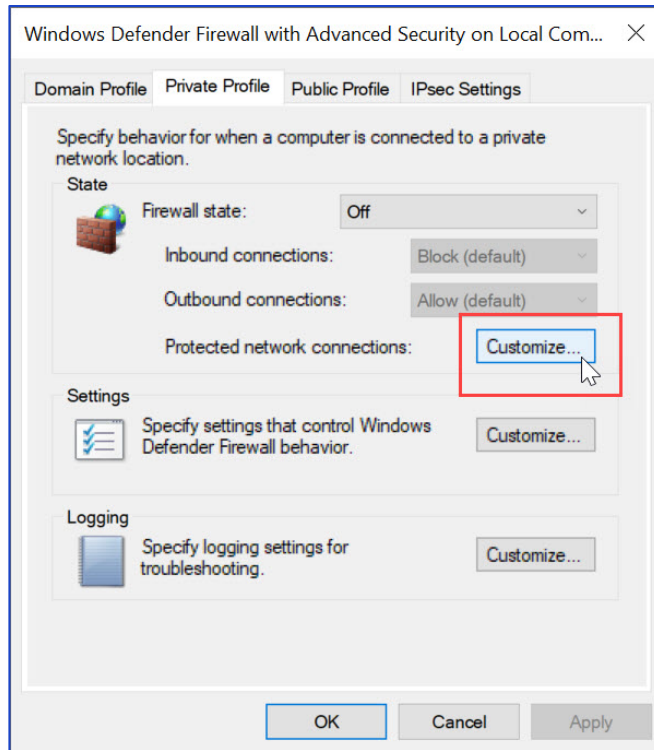 Windows Defender Firewall with Advanced Security on Local Com...
Domain Profile Private Profile Public Profile IPsec Settings
Specify behavior for when a computer is connected to a private
network location.
State
Firewall state: Off
Inbound connections: Block (default)
Outbound connections: Allow (default)
Protected network connections: Customize...
Settings
Specify settings that control Windows
Defender Firewall behavior.
Customize...
Logging
Specify logging settings for
troubleshooting.
Customize...
OK Cancel Apply